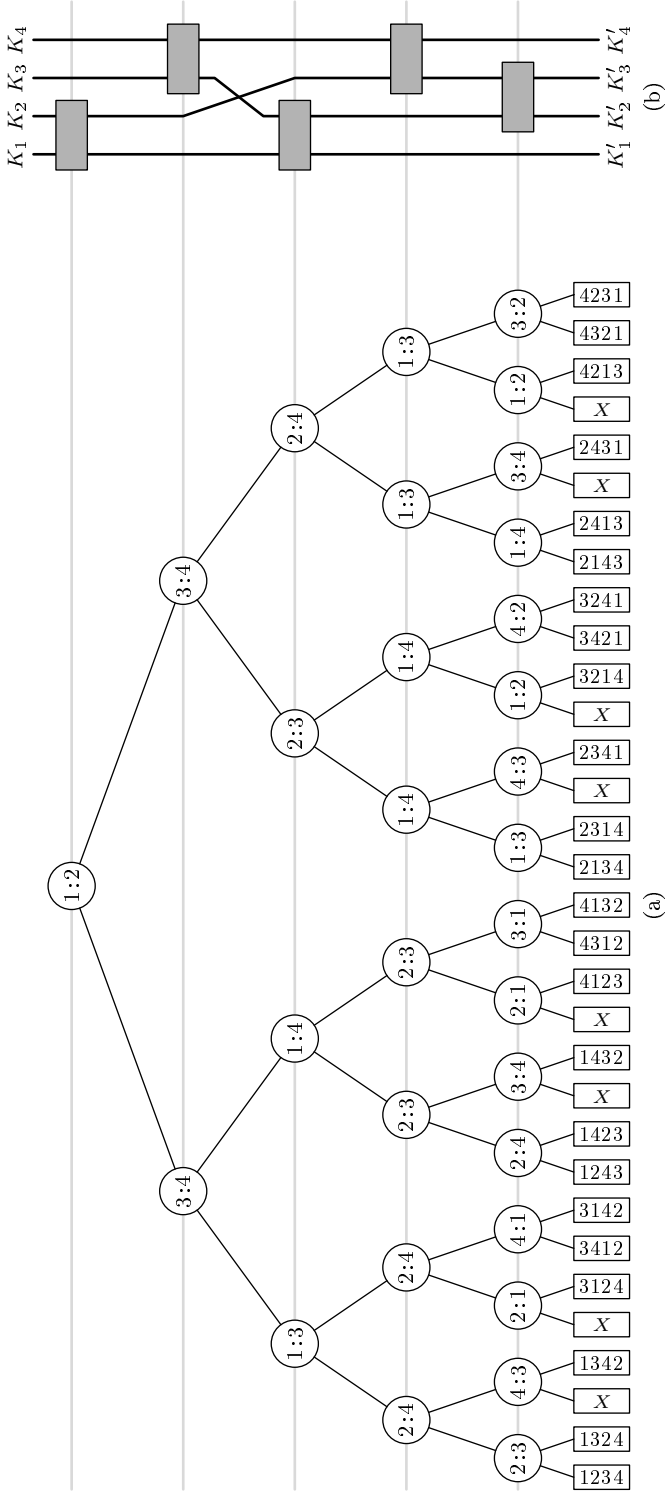 K₁ K₂ K₃ K₄
1:2
3:4 3:4
1:3 1:4 2:3 2:4
2:4 2:4 2:3 2:3 1:4 1:4 1:3 1:3
2:3 4:3 2:1 4:1 2:4 3:4 2:1 3:1 1:3 4:3 1:2 4:2 1:4 3:4 1:2 3:2
1234 1324 X 1342 X 3124 3412 3142 1243 1423 X 1432 X 4123 4312 4132 2134 2314 X 2341 X 3214 3421 3241 2143 2413 X 2431 X 4213 4321 4231
K′₁ K′₂ K′₃ K′₄
(a) (b)